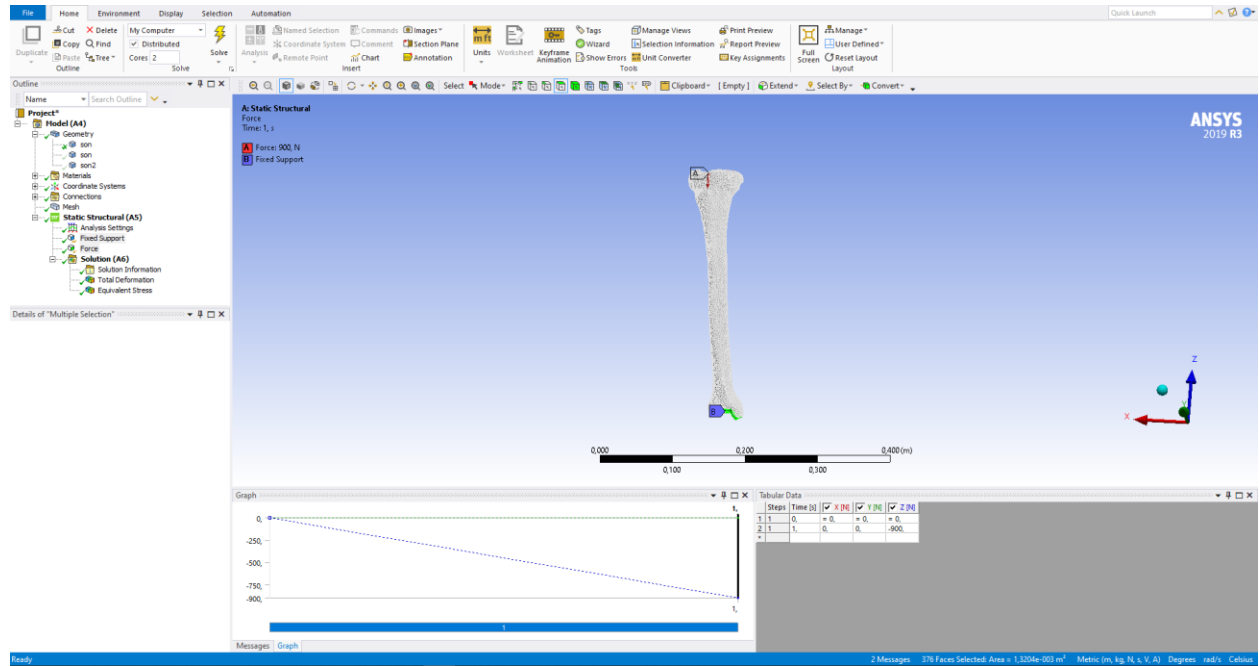 File Home Environment Display Selection Automation Quick Launch
Cut Delete My Computer Named Selection Commands Images Tags Manage Views Print Preview Manage
Duplicate Copy Find Distributed Solve Analysis Coordinate System Comment Section Plane Units Worksheet Keyframe Animation Wizard Selection Information Report Preview Full Screen User Defined
Paste Tree Cores 2 Remote Point Chart Annotation Show Errors Unit Converter Key Assignments Reset Layout
Outline Solve Insert Tools Layout
Outline
Select Mode Clipboard [ Empty ] Extend Select By Convert
Name Search Outline
Project*
Model (A4)
Geometry
son
son
son2
Materials
Coordinate Systems
Connections
Mesh
Static Structural (A5)
Analysis Settings
Fixed Support
Force
Solution (A6)
Solution Information
Total Deformation
Equivalent Stress
Details of "Multiple Selection"
A: Static Structural
Force
Time: 1, s
A Force: 900, N
B Fixed Support
ANSYS
2019 R3
A
B
Z
X
Y
0,000 0,200 0,400 (m)
0,100 0,300
Graph
1,
0,
-250,
-500,
-750,
-900,
1,
1
Messages Graph
Tabular Data
Steps Time [s] X [N] Y [N] Z [N]
1 1 0, = 0, = 0, = 0,
2 1 1, 0, 0, -900,
*
Ready 2 Messages 376 Faces Selected: Area = 1,3204e-003 m² Metric (m, kg, N, s, V, A) Degrees rad/s Celsius